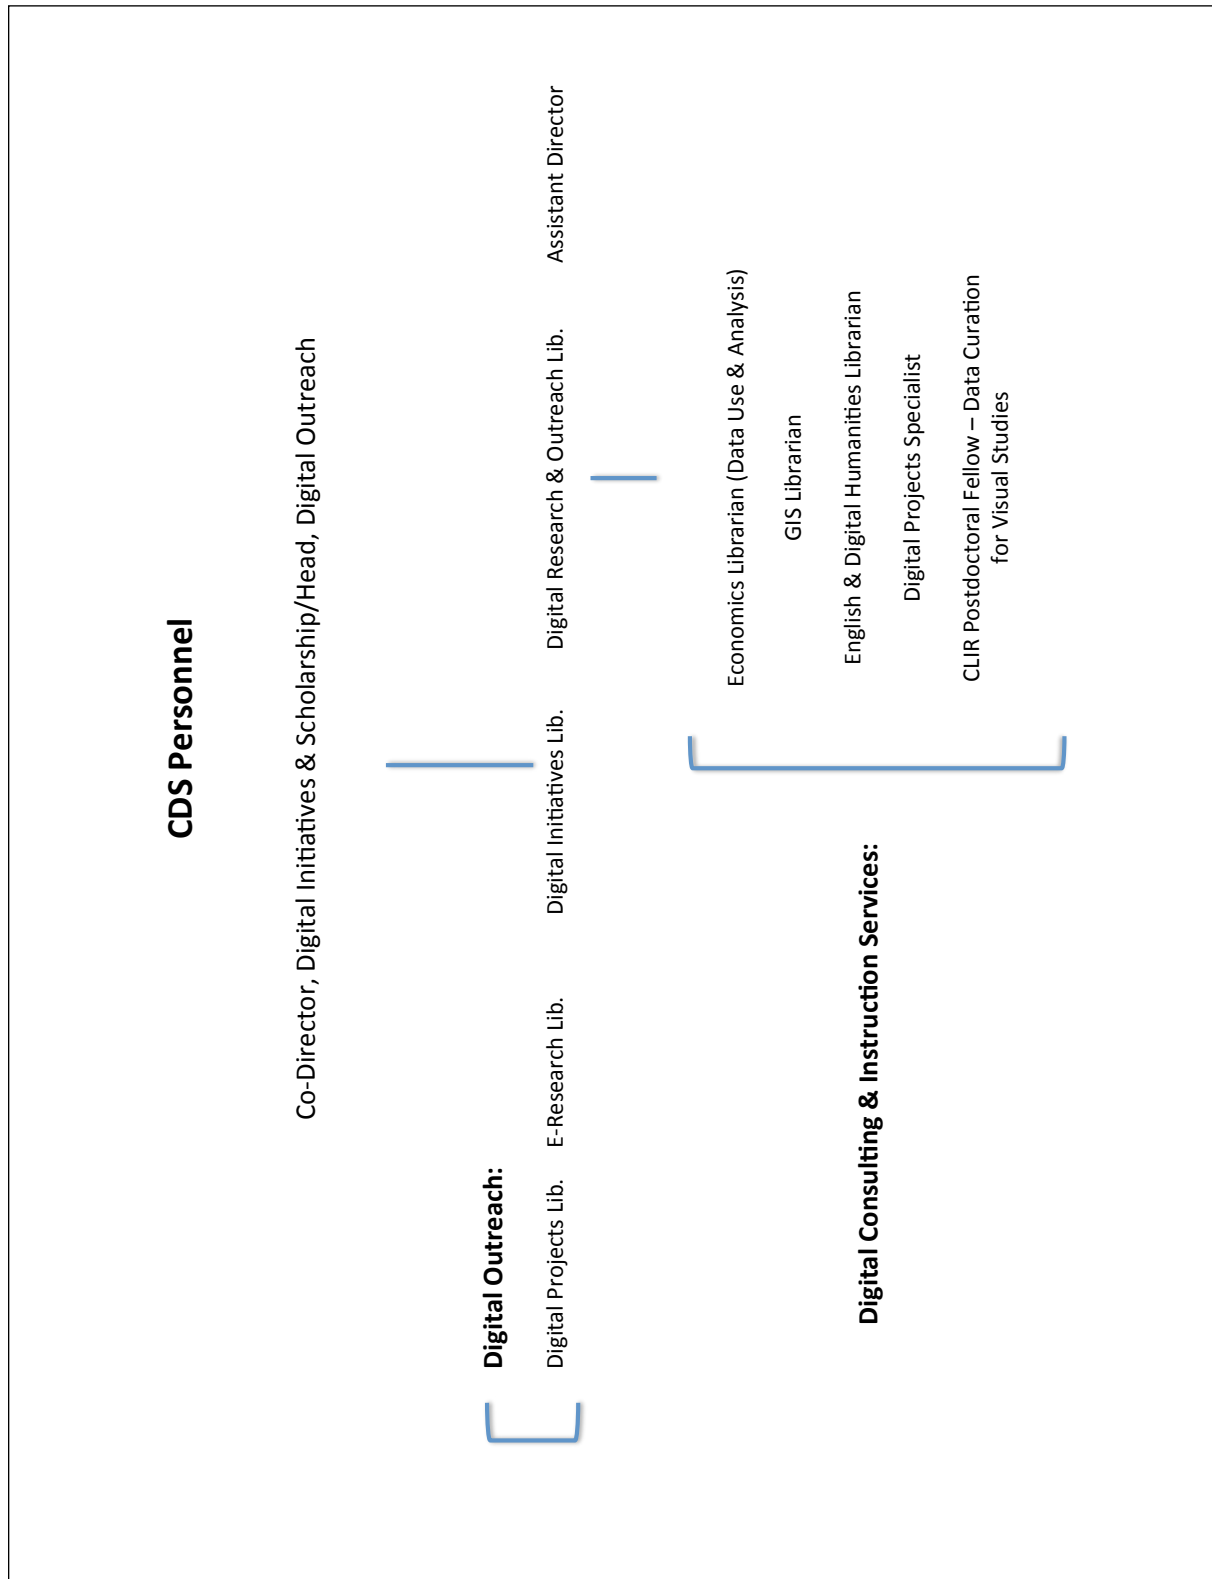 CDS Personnel
Co-Director, Digital Initiatives & Scholarship/Head, Digital Outreach
Digital Outreach:
Digital Projects Lib.
E-Research Lib.
Digital Initiatives Lib.
Digital Research & Outreach Lib.
Assistant Director
Digital Consulting & Instruction Services:
Economics Librarian (Data Use & Analysis)
GIS Librarian
English & Digital Humanities Librarian
Digital Projects Specialist
CLIR Postdoctoral Fellow – Data Curation
for Visual Studies